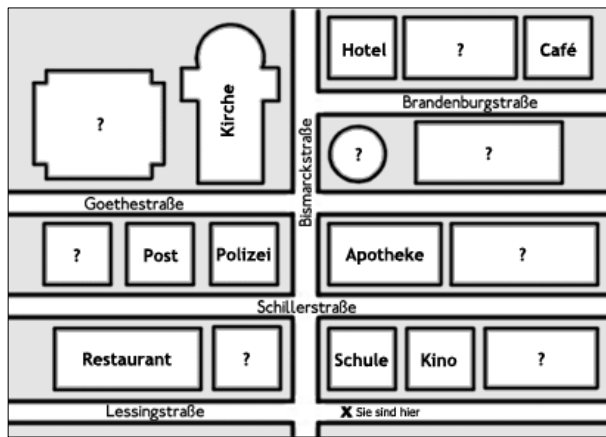 Hotel
?
Café
Kirche
?
Brandenburgstraße
Bismarckstraße
?
?
Goethestraße
?
Post
Polizei
Apotheke
?
Schillerstraße
Restaurant
?
Schule
Kino
?
Lessingstraße
X Sie sind hier